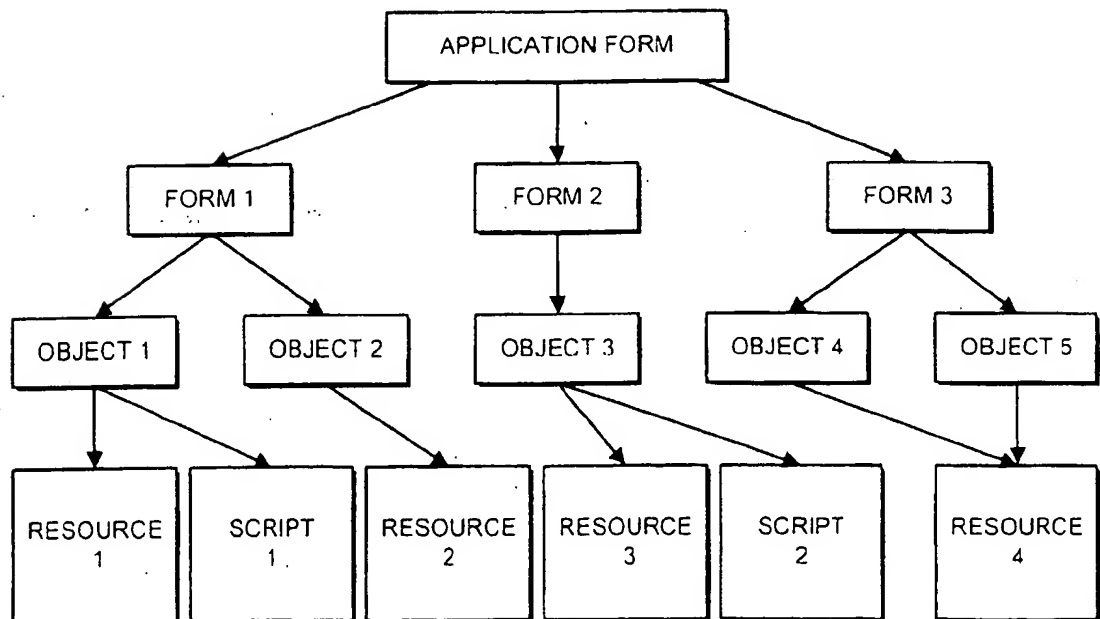 APPLICATION FORM
FORM 1
FORM 2
FORM 3
OBJECT 1
OBJECT 2
OBJECT 3
OBJECT 4
OBJECT 5
RESOURCE
1
SCRIPT
1
RESOURCE
2
RESOURCE
3
SCRIPT
2
RESOURCE
4